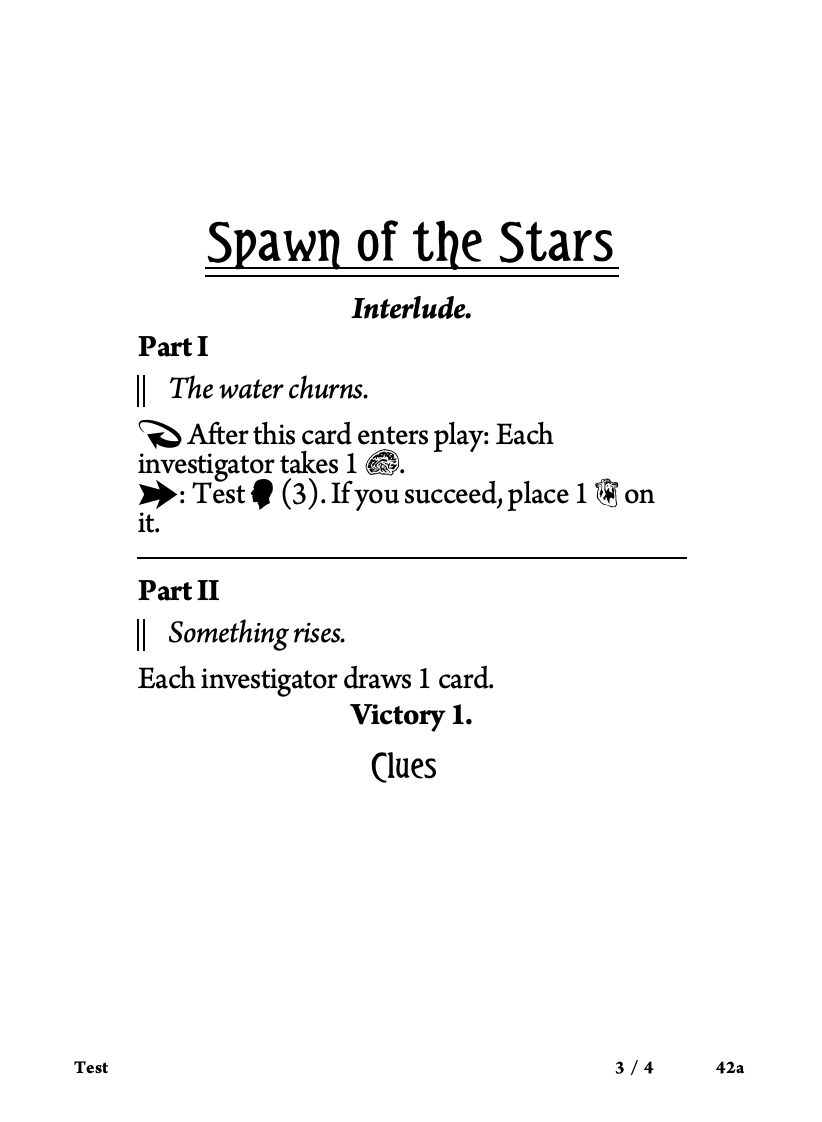 Spawn of the Stars
Interlude.
Part I
The water churns.
After this card enters play: Each
investigator takes 1 .
: Test (3). If you succeed, place 1 on
it.
Part II
Something rises.
Each investigator draws 1 card.
Victory 1.
Clues
Test 3 / 4 42a